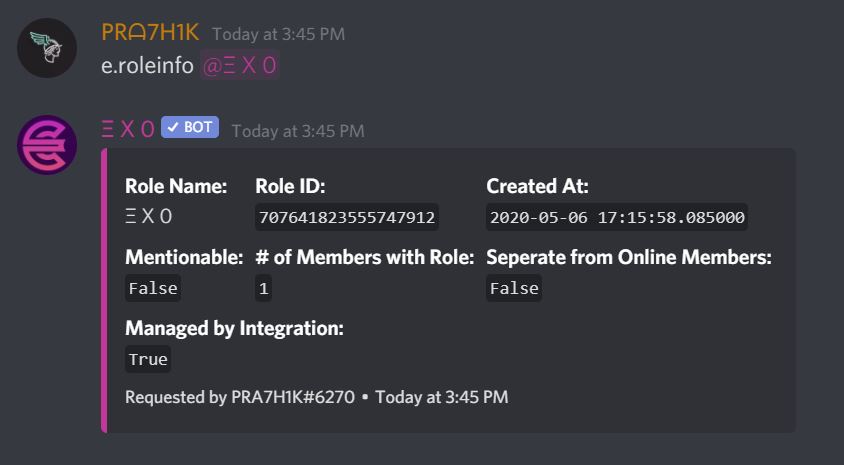 PRᗩ7H1K Today at 3:45 PM
e.roleinfo @Ξ X 0
Ξ X 0 ✓ BOT Today at 3:45 PM
Role Name: Role ID: Created At:
Ξ X 0 707641823555747912 2020-05-06 17:15:58.085000
Mentionable: # of Members with Role: Seperate from Online Members:
False 1 False
Managed by Integration:
True
Requested by PRA7H1K#6270 • Today at 3:45 PM